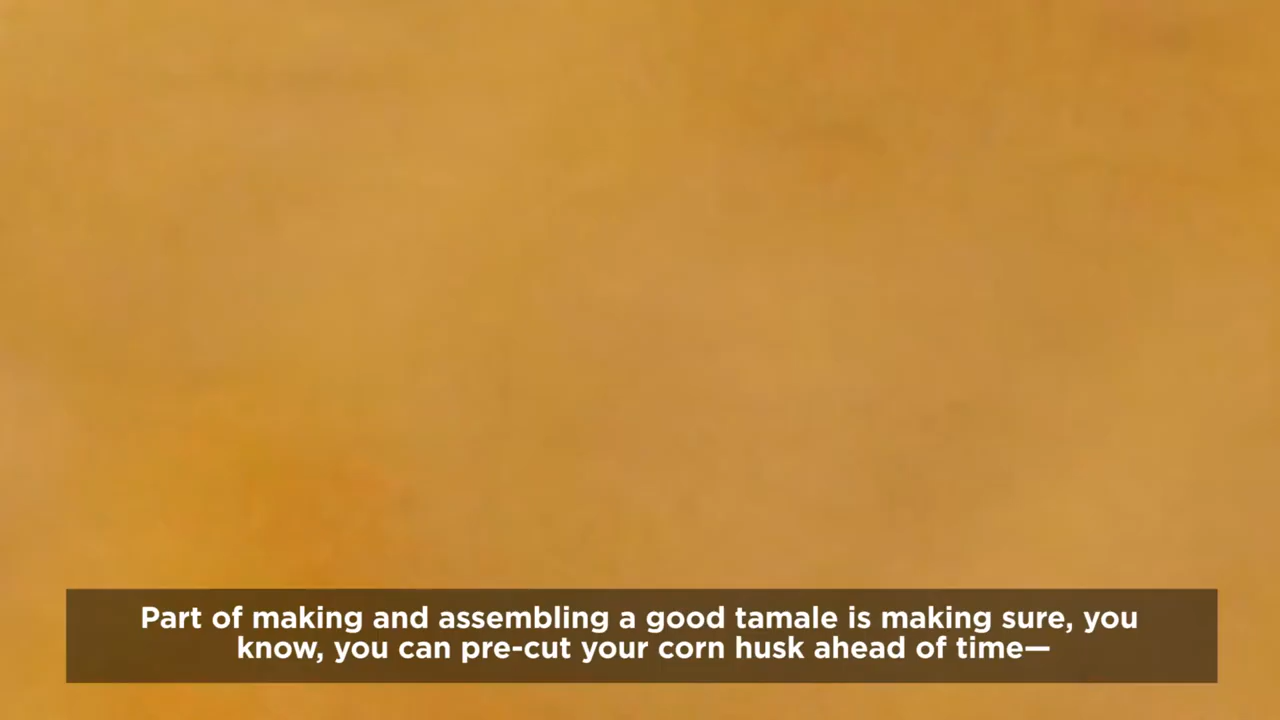 Part of making and assembling a good tamale is making sure, you
know, you can pre-cut your corn husk ahead of time—